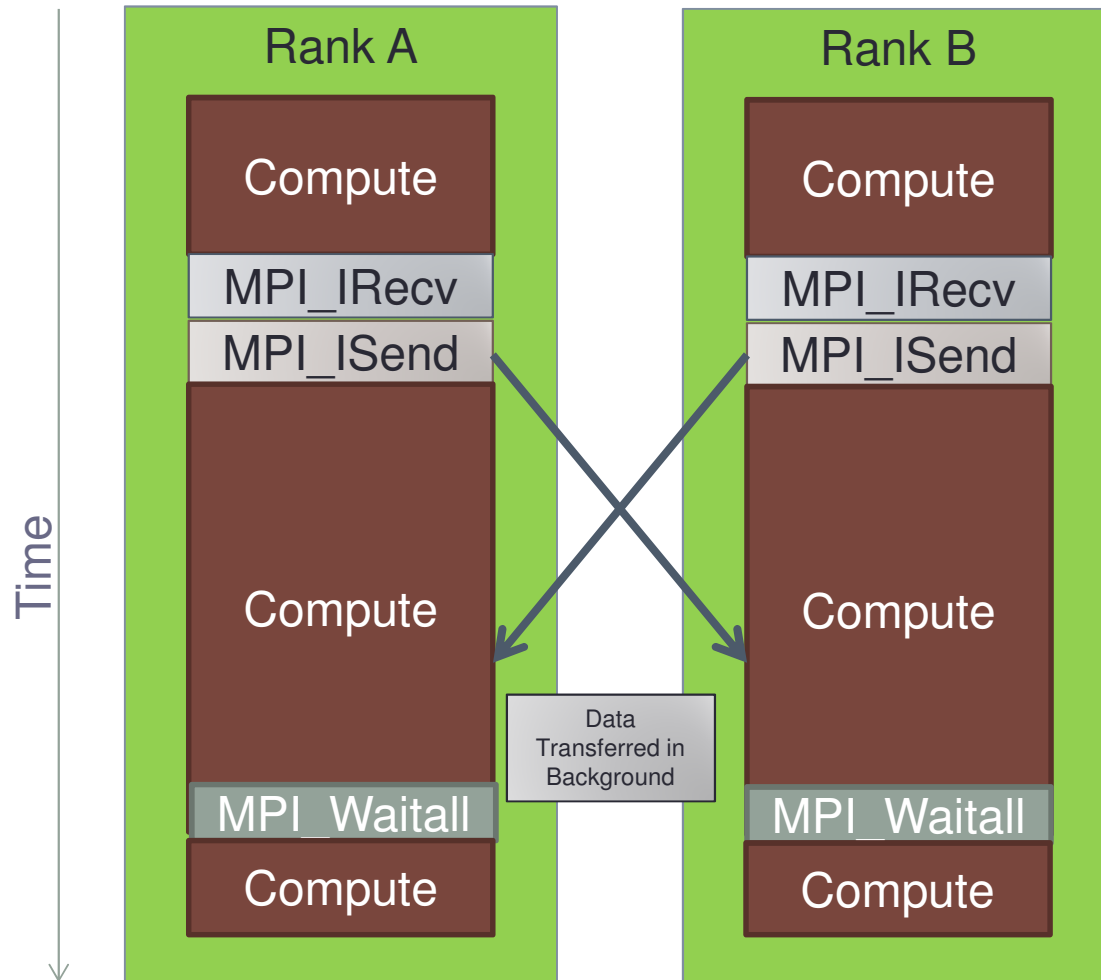 Time
Rank A
Compute
MPI_IRecv
MPI_ISend
Compute
MPI_Waitall
Compute
Data
Transferred in
Background
Rank B
Compute
MPI_IRecv
MPI_ISend
Compute
MPI_Waitall
Compute